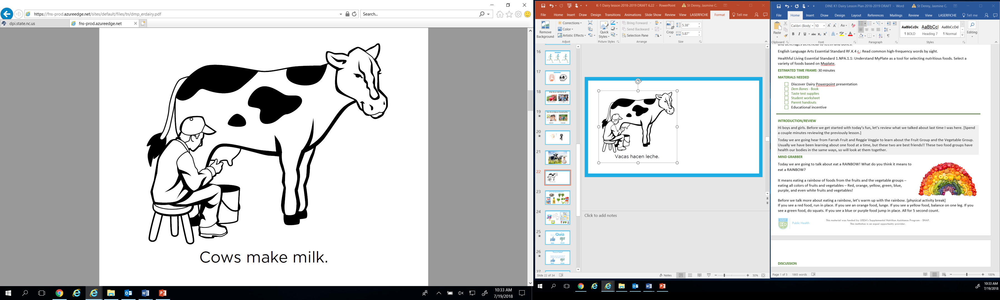 https://fns-prod.azureedge.net/sites/default/files/tn/dmp_erdairy.pdf
Search...
dpi.state.nc.us
fns-prod.azureedge.net
Cows make milk.
10:33 AM
7/19/2018
K-1 Dairy lesson 2018-2019 DRAFT 6.22 - PowerPoint
St Denny, Jasmine C.
File Home Insert Draw Design Transitions Animations Slide Show Review View LASERFICHE Format Tell me
Remove Background
Corrections
Color
Artistic Effects
Adjust
Quick Styles
Picture Styles
Bring Forward
Send Backward
Selection Pane
Arrange
Crop
5.38"
5.87"
Size
16
17
18
19
20
21
22
23
24
25
Quiz
26
27
Vacas hacen leche.
Click to add notes
Slide 22 of 34
Notes
50%
DINE K1 Dairy Lesson Plan 2018-2019 DRAFT - Word
St Denny, Jasmine C.
File Home Insert Draw Design Layout References Mailings Review View LASERFICHE Tell me
Paste
Clipboard
Calibri (Body)
10
Font
Paragraph
AaBbCcDc AaBbCcI AaBbCcDd
¶ BOLD Heading 7 ¶ Normal
Styles
Editing
and beverages beneficial to teeth and bones.
English Language Arts Essential Standard RF.K.4 c.: Read common high-frequency words by sight.
Healthful Living Essential Standard 1.NPA.1.1: Understand MyPlate as a tool for selecting nutritious foods. Select a
variety of foods based on Myplate.
ESTIMATED TIME FRAME: 30 minutes
MATERIALS NEEDED
Discover Dairy Powerpoint presentation
Dem Bones - Book
Taste test supplies
Student worksheet
Parent handouts
Educational incentive
INTRODUCTION/REVIEW
Hi boys and girls. Before we get started with today's fun, let's review what we talked about last time I was here. [Spend
a couple minutes reviewing the previously lesson.]
Today we are going hear from Farrah Fruit and Reggie Veggie to learn about the Fruit Group and the Vegetable Group.
Usually we have been learning about one food at a time, but these two are best friends!! These two food groups have
health our bodies in the same ways, so will look at them together.
MIND GRABBER
Today we are going to talk about eat a RAINBOW! What do you think it means to
eat a RAINBOW?
It means eating a rainbow of foods from the fruits and the vegetable groups –
eating all colors of fruits and vegetables – Red, orange, yellow, green, blue,
purple, and even white fruits and vegetables!
Before we talk more about eating a rainbow, let's warm up with the rainbow. [physical activity break]
If you see a red food, run in place. If you see an orange food, lunge. If you see a yellow food, balance on one leg. If you
see a green food, do squats. If you see a blue or purple food jump in place. All for 5 second count.
Public Health
This material was funded by USDA's Supplemental Nutrition Assistance Program - SNAP.
This institution is an equal opportunity provider.
DISCUSSION
Page 1 of 5 1865 words
100%
10:33 AM
7/19/2018